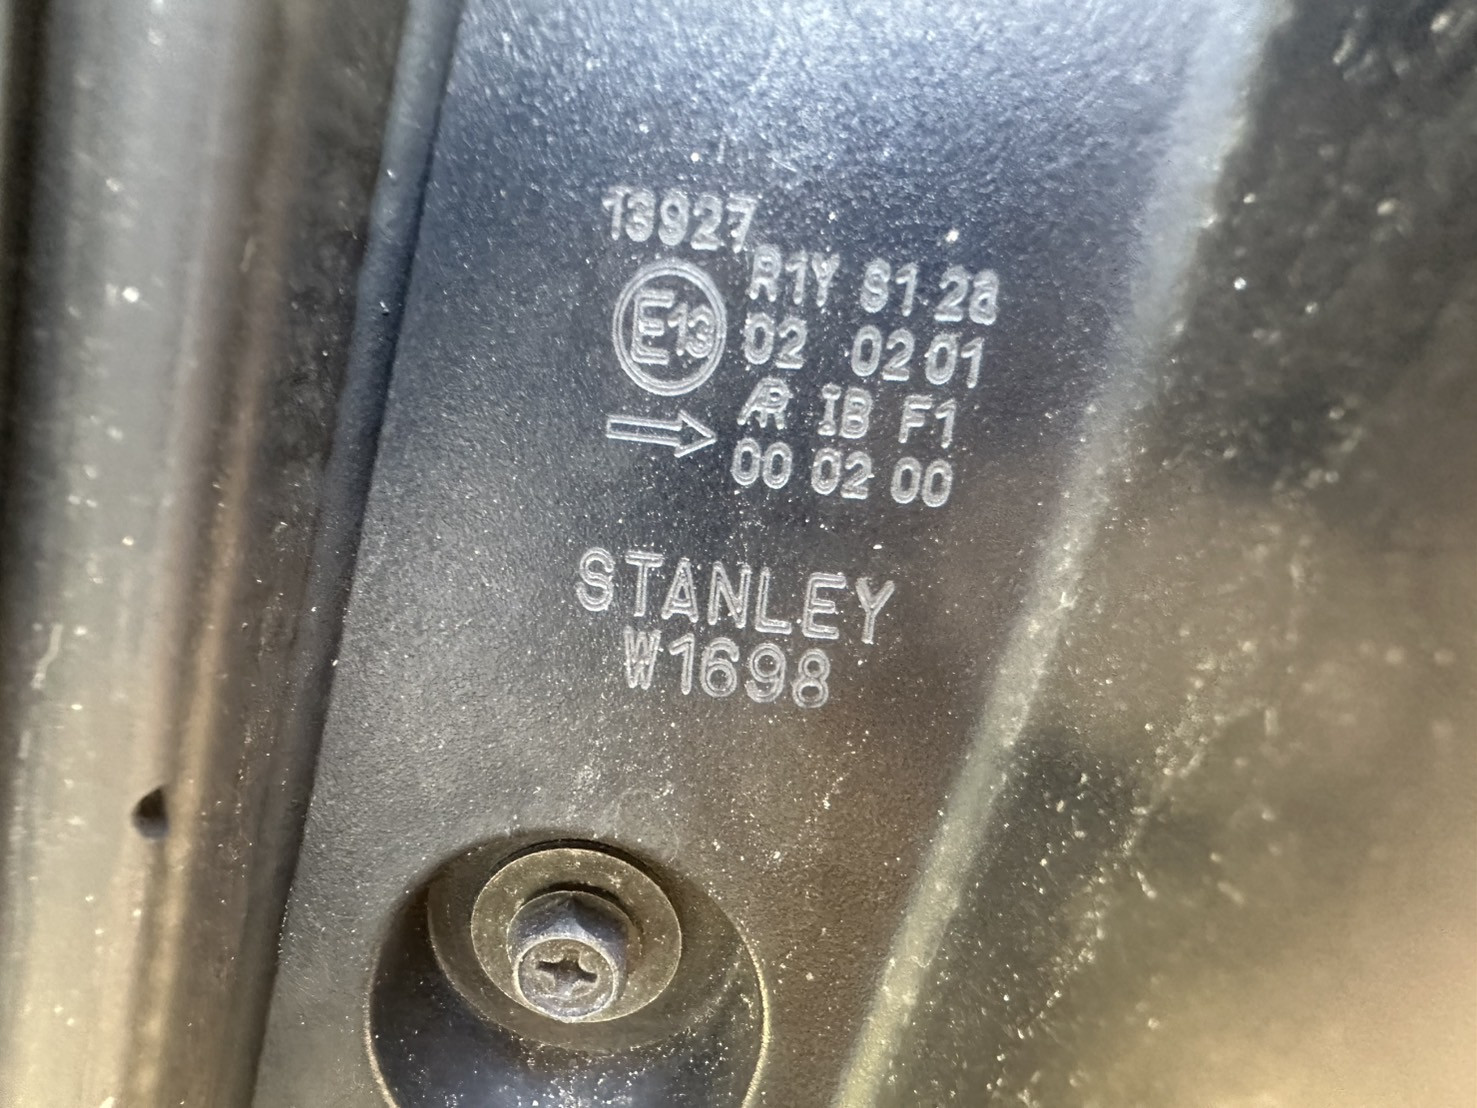 13927
R1Y S1 2a
E13 02 02 01
AR IB F1
→ 00 02 00
STANLEY
W1698